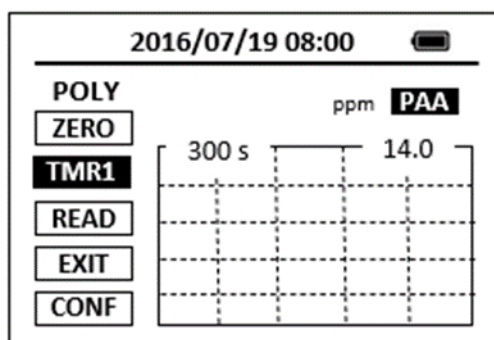 2016/07/19 08:00
POLY
ppm PAA
ZERO
300 s 14.0
TMR1
READ
EXIT
CONF